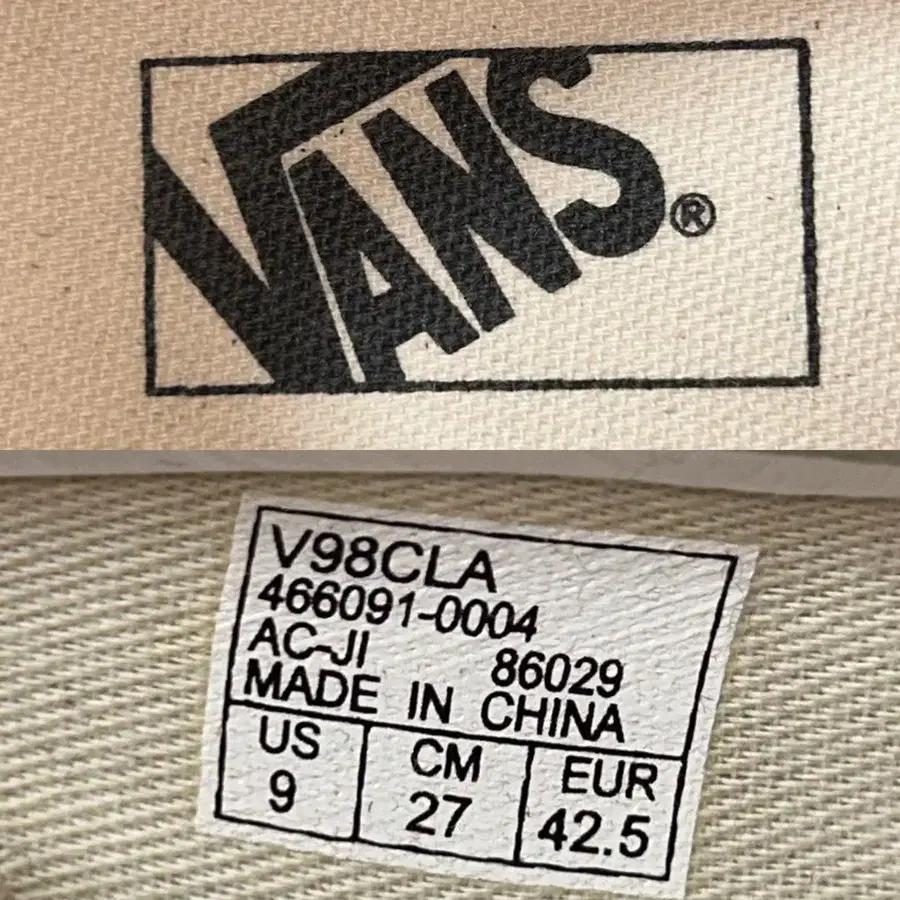 VANS®
V98CLA
466091-0004
AC-JI 86029
MADE IN CHINA
US CM EUR
9 27 42.5